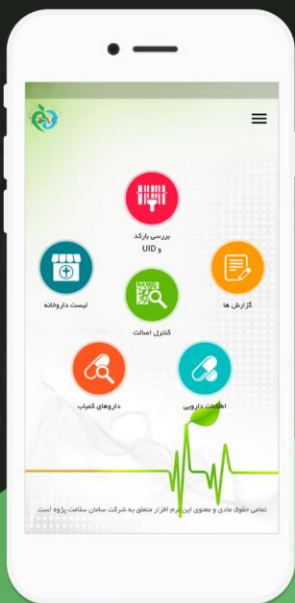 بررسی بارکد
و UID
لیست داروخانه
گزارش ها
کنترل اصالت
داروهای کمیاب
اطلاعات دارویی
تمامی حقوق مادی و معنوی این نرم افزار متعلق به شرکت سامان سلامت پژوه است